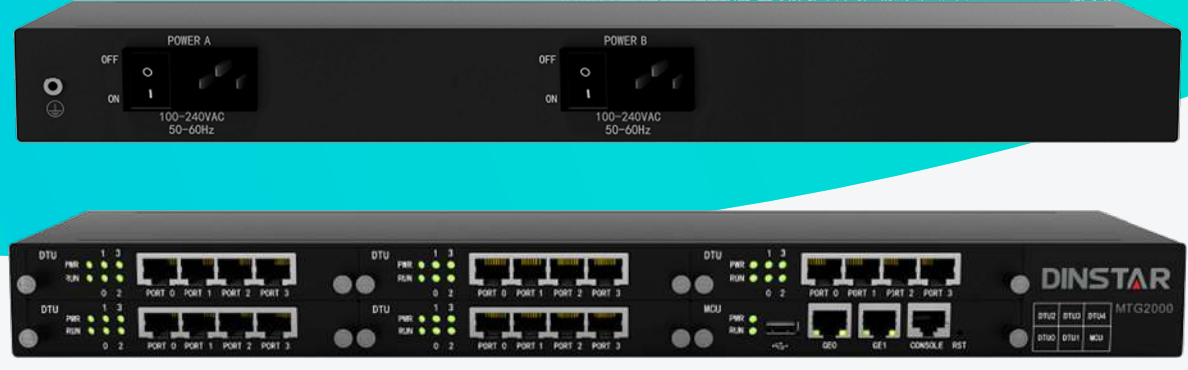 POWER A
OFF
ON
100-240VAC
50-60Hz
POWER B
OFF
ON
100-240VAC
50-60Hz
DTU 1 3
PWR
RUN
0 2
PORT 0 PORT 1 PORT 2 PORT 3
DTU 1 3
PWR
RUN
0 2
PORT 0 PORT 1 PORT 2 PORT 3
DTU 1 3
PWR
RUN
0 2
PORT 0 PORT 1 PORT 2 PORT 3
DINSTAR
MTG2000
DTU 1 3
PWR
RUN
0 2
PORT 0 PORT 1 PORT 2 PORT 3
DTU 1 3
PWR
RUN
0 2
PORT 0 PORT 1 PORT 2 PORT 3
MCU
PWR
RUN
GE0 GE1 CONSOLE RST
DTU2 DTU3 DTU4
DTU0 DTU1 MCU